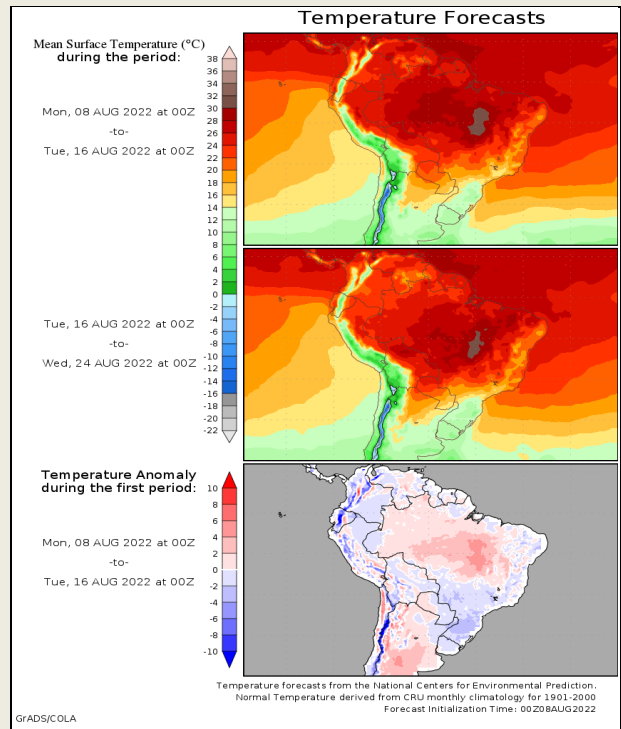 Temperature Forecasts
Mean Surface Temperature (°C)
during the period:
Mon, 08 AUG 2022 at 00Z
-to-
Tue, 16 AUG 2022 at 00Z
Tue, 16 AUG 2022 at 00Z
-to-
Wed, 24 AUG 2022 at 00Z
38
36
34
32
30
28
26
24
22
20
18
16
14
12
10
8
6
4
2
0
-2
-4
-6
-8
-10
-12
-14
-16
-18
-20
-22
Temperature Anomaly
during the first period:
Mon, 08 AUG 2022 at 00Z
-to-
Tue, 16 AUG 2022 at 00Z
10
8
6
4
2
0
-2
-4
-6
-8
-10
Temperature forecasts from the National Centers for Environmental Prediction.
Normal Temperature derived from CRU monthly climatology for 1901-2000
Forecast Initialization Time: 00Z08AUG2022
GrADS/COLA